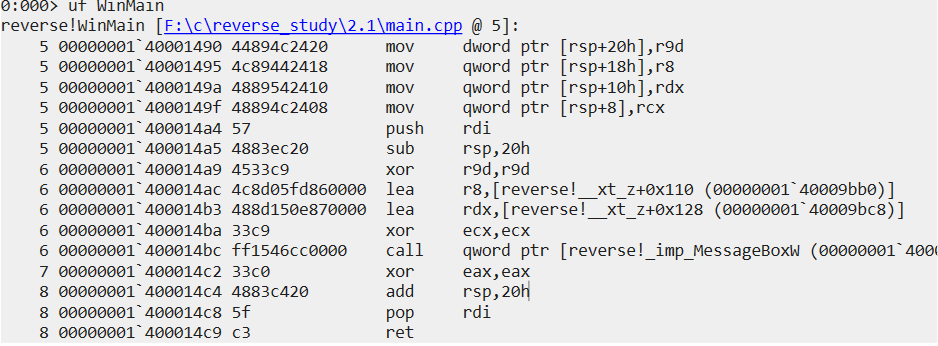 0:000> uf WinMain
reverse!WinMain [F:\c\reverse_study\2.1\main.cpp @ 5]:
5 00000001`40001490 44894c2420 mov dword ptr [rsp+20h],r9d
5 00000001`40001495 4c89442418 mov qword ptr [rsp+18h],r8
5 00000001`4000149a 4889542410 mov qword ptr [rsp+10h],rdx
5 00000001`4000149f 48894c2408 mov qword ptr [rsp+8],rcx
5 00000001`400014a4 57 push rdi
5 00000001`400014a5 4883ec20 sub rsp,20h
6 00000001`400014a9 4533c9 xor r9d,r9d
6 00000001`400014ac 4c8d05fd860000 lea r8,[reverse!__xt_z+0x110 (00000001`40009bb0)]
6 00000001`400014b3 488d150e870000 lea rdx,[reverse!__xt_z+0x128 (00000001`40009bc8)]
6 00000001`400014ba 33c9 xor ecx,ecx
6 00000001`400014bc ff1546cc0000 call qword ptr [reverse!_imp_MessageBoxW (00000001`400
7 00000001`400014c2 33c0 xor eax,eax
8 00000001`400014c4 4883c420 add rsp,20h
8 00000001`400014c8 5f pop rdi
8 00000001`400014c9 c3 ret